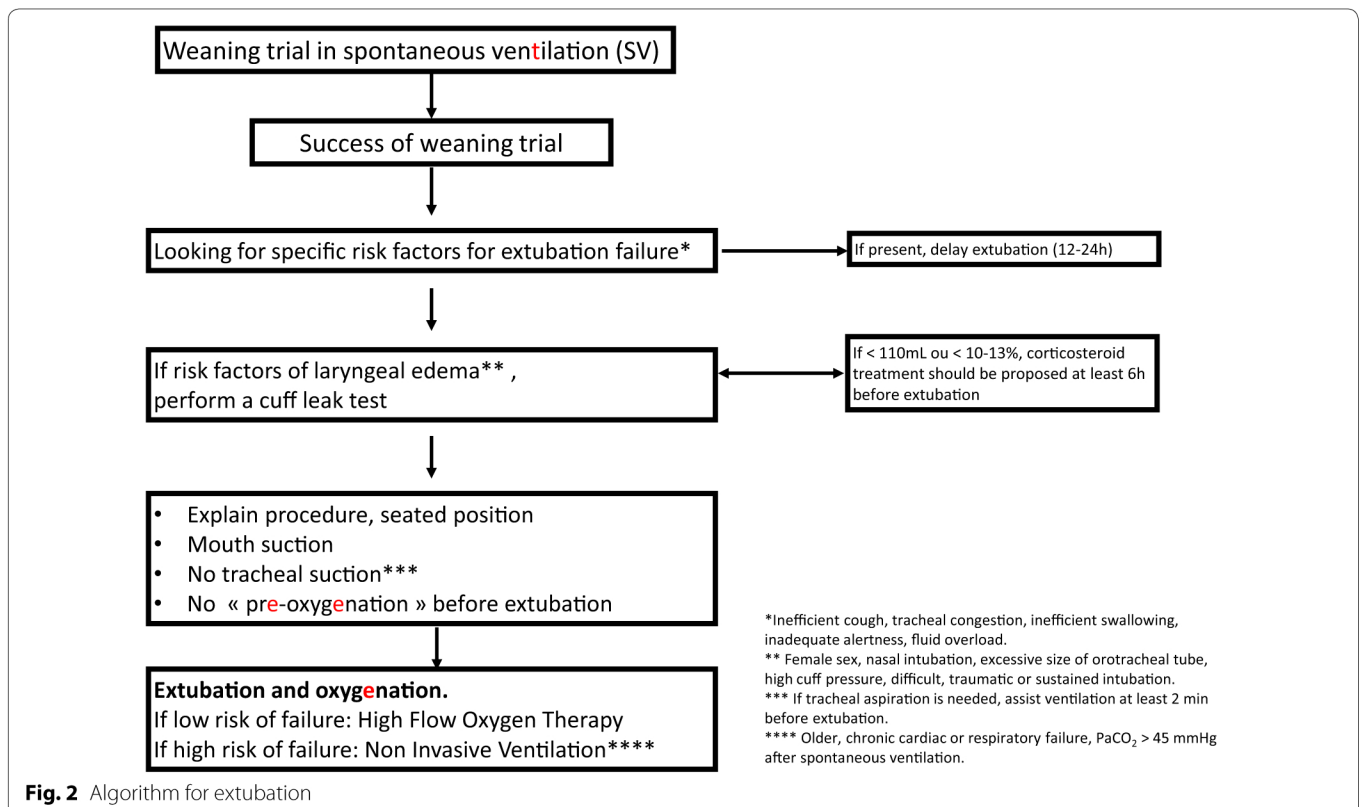 Weaning trial in spontaneous ventilation (SV)
Success of weaning trial
Looking for specific risk factors for extubation failure*
If present, delay extubation (12-24h)
If risk factors of laryngeal edema** ,
perform a cuff leak test
If < 110mL ou < 10-13%, corticosteroid
treatment should be proposed at least 6h
before extubation
• Explain procedure, seated position
• Mouth suction
• No tracheal suction***
• No « pre-oxygenation » before extubation
Extubation and oxygenation.
If low risk of failure: High Flow Oxygen Therapy
If high risk of failure: Non Invasive Ventilation****
*Inefficient cough, tracheal congestion, inefficient swallowing,
inadequate alertness, fluid overload.
** Female sex, nasal intubation, excessive size of orotracheal tube,
high cuff pressure, difficult, traumatic or sustained intubation.
*** If tracheal aspiration is needed, assist ventilation at least 2 min
before extubation.
**** Older, chronic cardiac or respiratory failure, PaCO₂ > 45 mmHg
after spontaneous ventilation.
Fig. 2 Algorithm for extubation